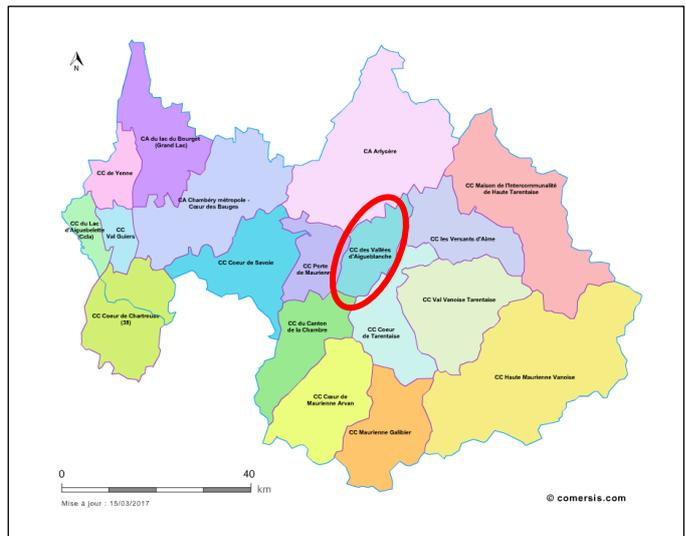 N
CA du lac du Bourget
(Grand Lac)
CA Arlysère
CC de Yenne
CC Maison de l'Intercommunalité
de Haute Tarentaise
CA Chambéry métropole -
Cœur des Bauges
CC du Lac
d'Aiguebelette
(Ccla)
CC
Val Guiers
CC les Versants d'Aime
CC des Vallées
d'Aigueblanche
CC Coeur de Savoie
CC Porte
de Maurienne
CC Val Vanoise Tarentaise
CC Coeur de Chartreuse
(38)
CC du Canton
de la Chambre
CC Coeur
de Tarentaise
CC Haute Maurienne Vanoise
CC Cœur de
Maurienne Arvan
CC Maurienne Galibier
0 40
km
Mise à jour : 15/03/2017
© comersis.com